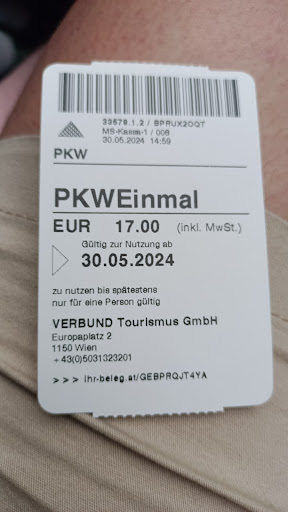 33579.1.2 / BPRUX2OQT
MS-Kassa-1 / 008
30.05.2024 14:59
PKW
PKWEinmal
EUR 17.00 (inkl. MwSt.)
Gültig zur Nutzung ab
30.05.2024
zu nutzen bis spätestens
nur für eine Person gültig
VERBUND Tourismus GmbH
Europaplatz 2
1150 Wien
+43(0)5031323201
>>> ihr-beleg.at/GEBPRQJT4YA